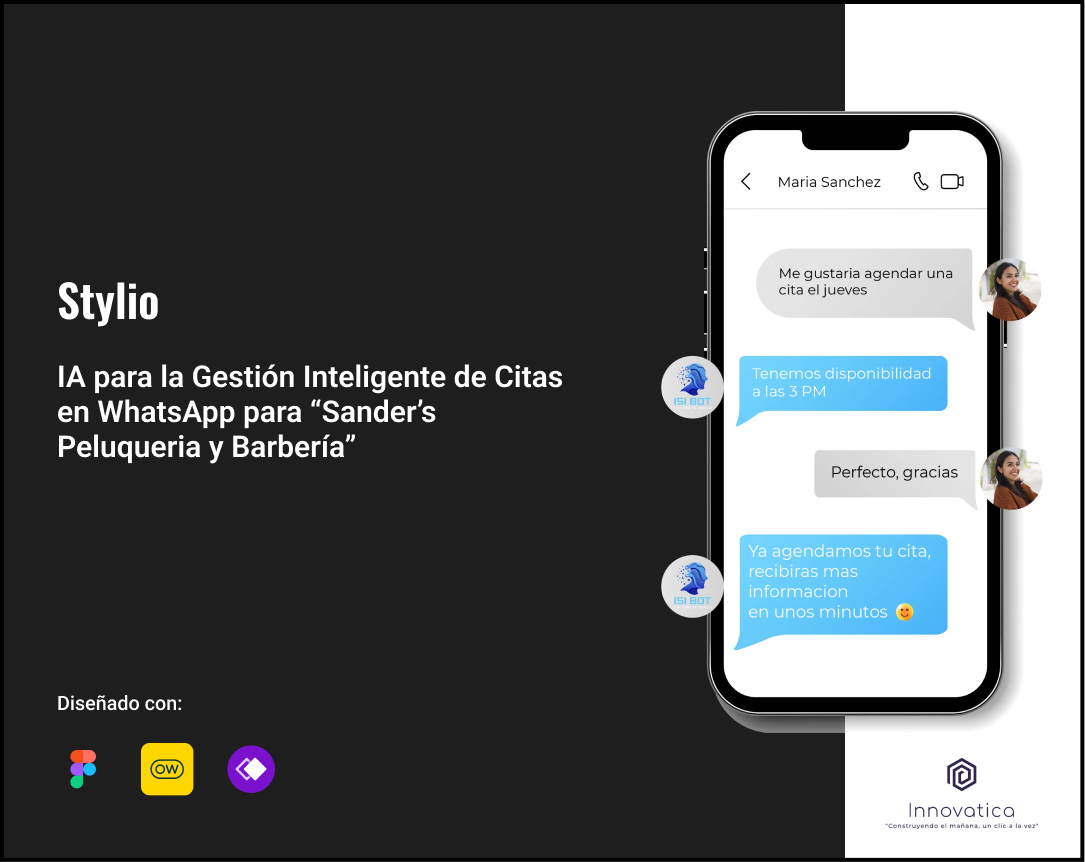 Stylio
IA para la Gestión Inteligente de Citas
en WhatsApp para “Sander’s
Peluqueria y Barbería”
Diseñado con:
OW
Maria Sanchez
Me gustaria agendar una
cita el jueves
ISI BOT
Tenemos disponibilidad
a las 3 PM
Perfecto, gracias
ISI BOT
Ya agendamos tu cita,
recibiras mas
informacion
en unos minutos
Innovatica
"Construyendo el mañana, un clic a la vez"